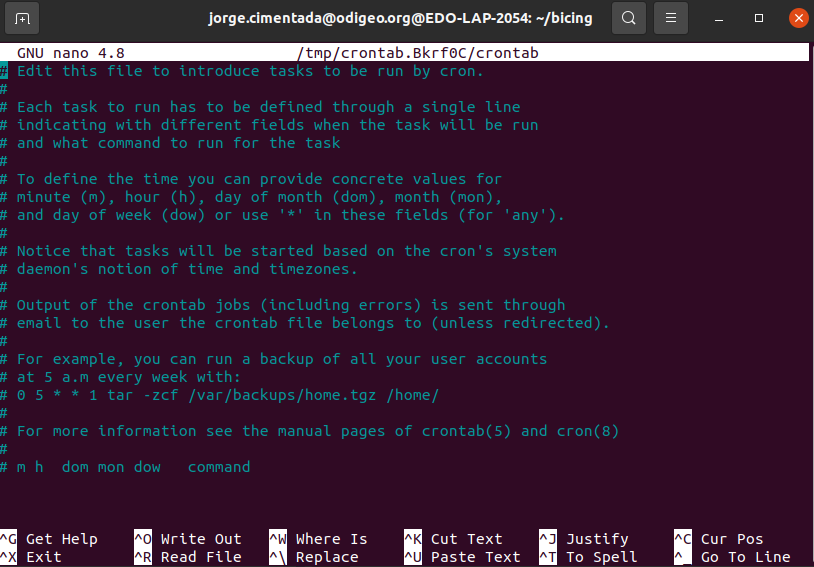 jorge.cimentada@odigeo.org@EDO-LAP-2054: ~/bicing
GNU nano 4.8 /tmp/crontab.Bkrf0C/crontab
# Edit this file to introduce tasks to be run by cron.
#
# Each task to run has to be defined through a single line
# indicating with different fields when the task will be run
# and what command to run for the task
#
# To define the time you can provide concrete values for
# minute (m), hour (h), day of month (dom), month (mon),
# and day of week (dow) or use '*' in these fields (for 'any').
#
# Notice that tasks will be started based on the cron's system
# daemon's notion of time and timezones.
#
# Output of the crontab jobs (including errors) is sent through
# email to the user the crontab file belongs to (unless redirected).
#
# For example, you can run a backup of all your user accounts
# at 5 a.m every week with:
# 0 5 * * 1 tar -zcf /var/backups/home.tgz /home/
#
# For more information see the manual pages of crontab(5) and cron(8)
#
# m h  dom mon dow   command
^G Get Help ^O Write Out ^W Where Is ^K Cut Text ^J Justify ^C Cur Pos
^X Exit ^R Read File ^\ Replace ^U Paste Text ^T To Spell ^_ Go To Line